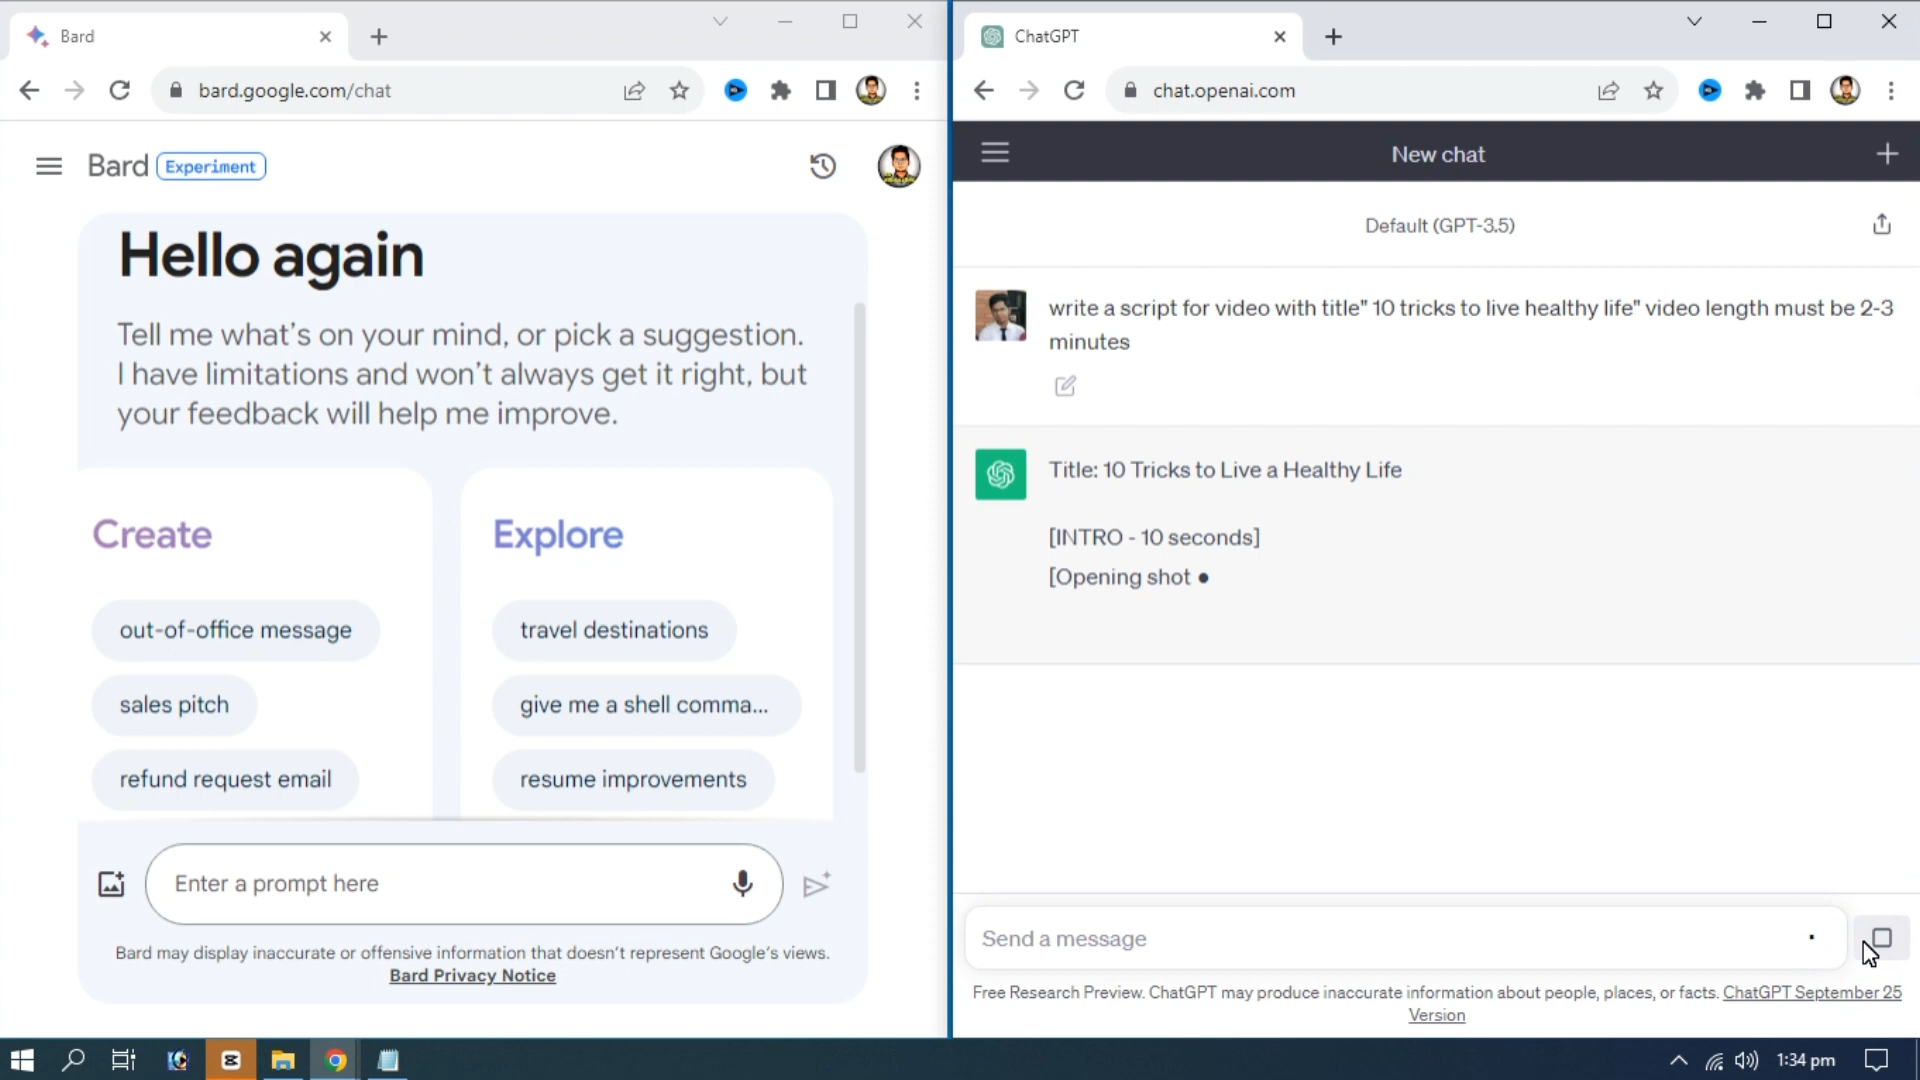 Bard
bard.google.com/chat
Bard Experiment
Hello again
Tell me what's on your mind, or pick a suggestion.
I have limitations and won't always get it right, but
your feedback will help me improve.
Create
out-of-office message
sales pitch
refund request email
Explore
travel destinations
give me a shell comma...
resume improvements
Enter a prompt here
Bard may display inaccurate or offensive information that doesn't represent Google's views.
Bard Privacy Notice
ChatGPT
chat.openai.com
New chat
Default (GPT-3.5)
write a script for video with title" 10 tricks to live healthy life" video length must be 2-3
minutes
Title: 10 Tricks to Live a Healthy Life
[INTRO - 10 seconds]
[Opening shot
Send a message
Free Research Preview. ChatGPT may produce inaccurate information about people, places, or facts. ChatGPT September 25
Version
1:34 pm